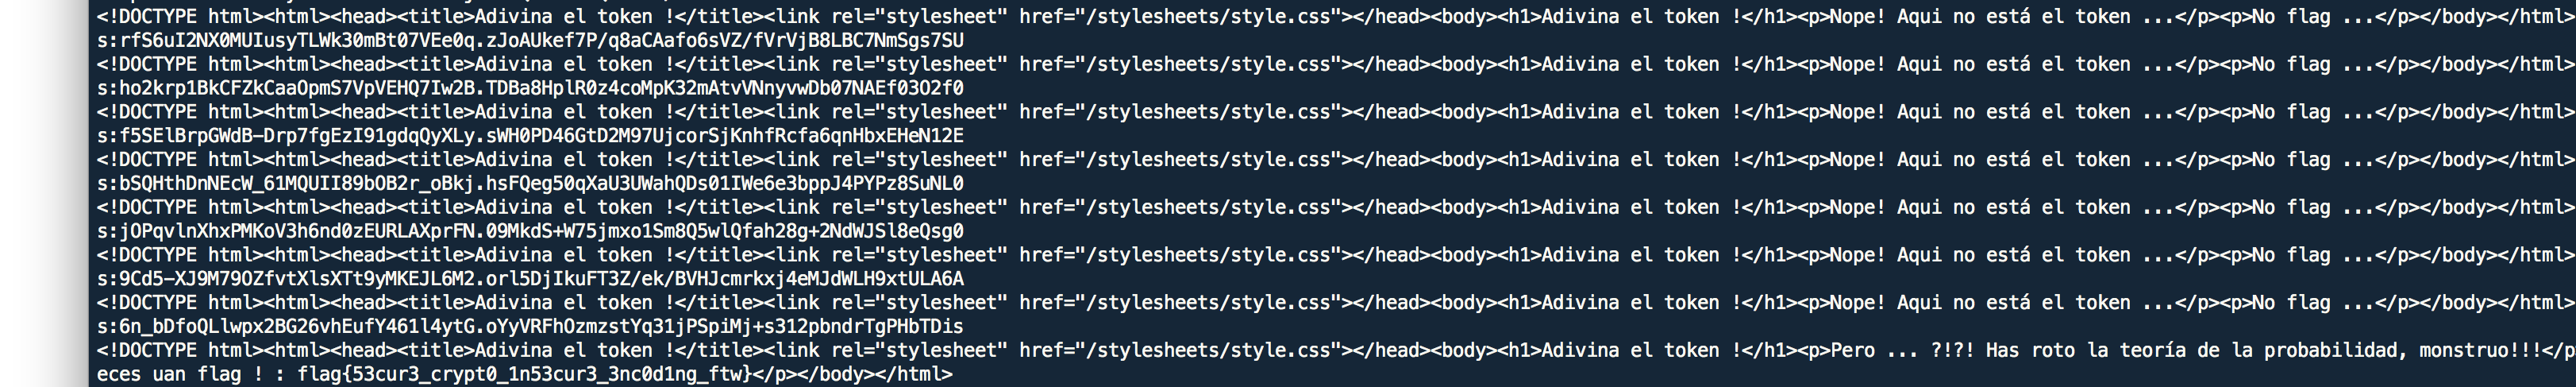 <!DOCTYPE html><html><head><title>Adivina el token !</title><link rel="stylesheet" href="/stylesheets/style.css"></head><body><h1>Adivina el token !</h1><p>Nope! Aqui no está el token ...</p><p>No flag ...</p></body></html>
s:rfS6uI2NX0MUIusyTLWk30mBt07VEe0q.zJoAUkef7P/q8aCAafo6sVZ/fVrVjB8LBC7NmSgs7SU
<!DOCTYPE html><html><head><title>Adivina el token !</title><link rel="stylesheet" href="/stylesheets/style.css"></head><body><h1>Adivina el token !</h1><p>Nope! Aqui no está el token ...</p><p>No flag ...</p></body></html>
s:ho2krp1BkCFZkCaaOpmS7VpVEHQ7Iw2B.TDBa8HplR0z4coMpK32mAtvVNnyvwDb07NAEf03O2f0
<!DOCTYPE html><html><head><title>Adivina el token !</title><link rel="stylesheet" href="/stylesheets/style.css"></head><body><h1>Adivina el token !</h1><p>Nope! Aqui no está el token ...</p><p>No flag ...</p></body></html>
s:f5SElBrpGWdB-Drp7fgEzI91gdqQyXLy.sWH0PD46GtD2M97UjcorSjKnhfRcfa6qnHbxEHeN12E
<!DOCTYPE html><html><head><title>Adivina el token !</title><link rel="stylesheet" href="/stylesheets/style.css"></head><body><h1>Adivina el token !</h1><p>Nope! Aqui no está el token ...</p><p>No flag ...</p></body></html>
s:bSQHthDnNEcW_61MQUII89bOB2r_oBkj.hsFQeg50qXaU3UWahQDs01IWe6e3bppJ4PYPz8SuNL0
<!DOCTYPE html><html><head><title>Adivina el token !</title><link rel="stylesheet" href="/stylesheets/style.css"></head><body><h1>Adivina el token !</h1><p>Nope! Aqui no está el token ...</p><p>No flag ...</p></body></html>
s:jOPqvlnXhxPMKoV3h6nd0zEURLAXprFN.09MkdS+W75jmxo1Sm8Q5wlQfah28g+2NdWJSl8eQsg0
<!DOCTYPE html><html><head><title>Adivina el token !</title><link rel="stylesheet" href="/stylesheets/style.css"></head><body><h1>Adivina el token !</h1><p>Nope! Aqui no está el token ...</p><p>No flag ...</p></body></html>
s:9Cd5-XJ9M79OZfvtXlsXTt9yMKEJL6M2.orl5DjIkuFT3Z/ek/BVHJcmrkxj4eMJdWLH9xtULA6A
<!DOCTYPE html><html><head><title>Adivina el token !</title><link rel="stylesheet" href="/stylesheets/style.css"></head><body><h1>Adivina el token !</h1><p>Nope! Aqui no está el token ...</p><p>No flag ...</p></body></html>
s:6n_bDfoQLlwpx2BG26vhEufY461l4ytG.oYyVRFhOzmzstYq31jPSpiMj+s312pbndrTgPHbTDis
<!DOCTYPE html><html><head><title>Adivina el token !</title><link rel="stylesheet" href="/stylesheets/style.css"></head><body><h1>Adivina el token !</h1><p>Pero ... ?!?! Has roto la teoría de la probabilidad, monstruo!!!</p
eces uan flag ! : flag{53cur3_crypt0_1n53cur3_3nc0d1ng_ftw}</p></body></html>